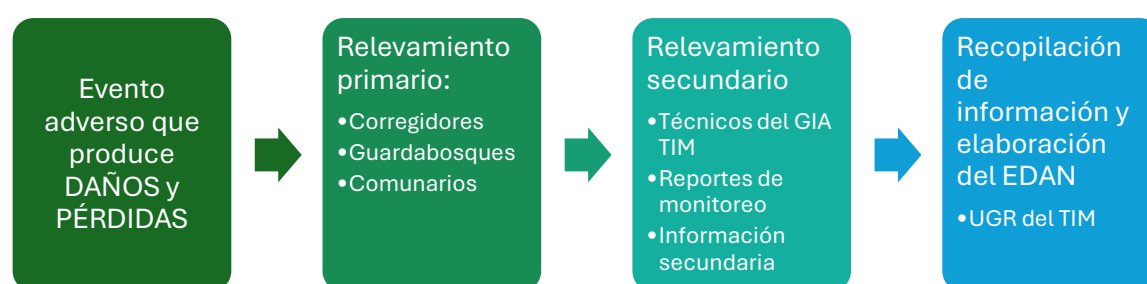 Evento
adverso que
produce
DAÑOS y
PÉRDIDAS
Relevamiento
primario:
•Corregidores
•Guardabosques
•Comunarios
Relevamiento
secundario
•Técnicos del GIA
TIM
•Reportes de
monitoreo
•Información
secundaria
Recopilación
de
información y
elaboración
del EDAN
•UGR del TIM